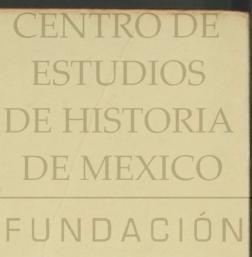 CENTRO DE
ESTUDIOS
DE HISTORIA
DE MEXICO
FUNDACIÓN